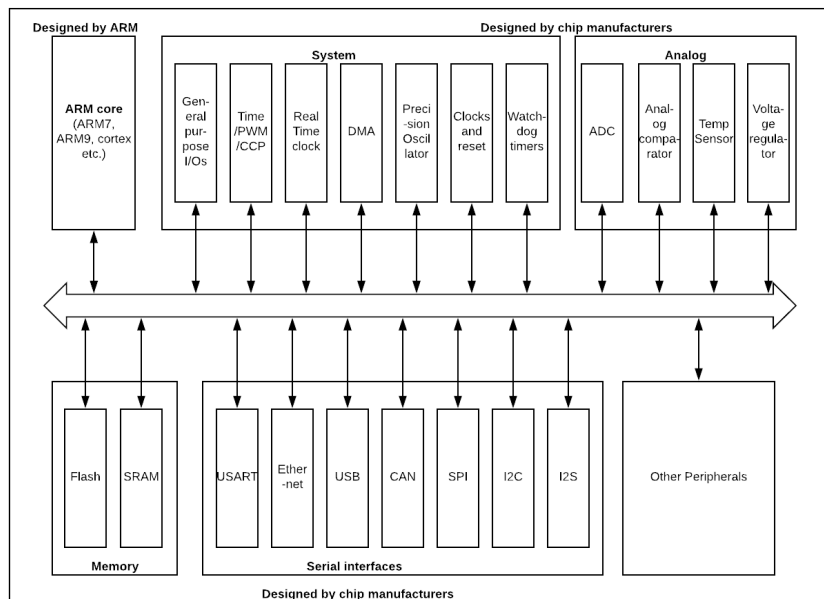 Designed by ARM
Designed by chip manufacturers
System
Analog
ARM core
(ARM7,
ARM9, cortex
etc.)
Gen-
eral
pur-
pose
I/Os
Time
/PWM
/CCP
Real
Time
clock
DMA
Preci
-sion
Oscil
lator
Clocks
and
reset
Watch-
dog
timers
ADC
Anal-
og
compa-
rator
Temp
Sensor
Volta-
ge
regula-
tor
Flash
SRAM
Memory
USART
Ether
-net
USB
CAN
SPI
I2C
I2S
Serial interfaces
Other Peripherals
Designed by chip manufacturers